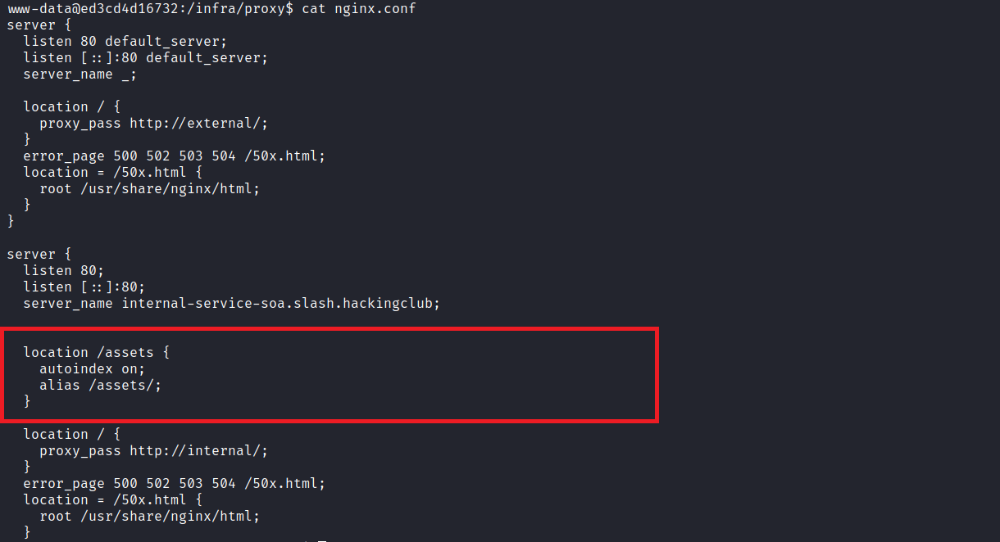 www-data@ed3cd4d16732:/infra/proxy$ cat nginx.conf
server {
  listen 80 default_server;
  listen [::]:80 default_server;
  server_name _;

  location / {
    proxy_pass http://external/;
  }
  error_page 500 502 503 504 /50x.html;
  location = /50x.html {
    root /usr/share/nginx/html;
  }
}

server {
  listen 80;
  listen [::]:80;
  server_name internal-service-soa.slash.hackingclub;

  location /assets {
    autoindex on;
    alias /assets/;
  }

  location / {
    proxy_pass http://internal/;
  }
  error_page 500 502 503 504 /50x.html;
  location = /50x.html {
    root /usr/share/nginx/html;
  }